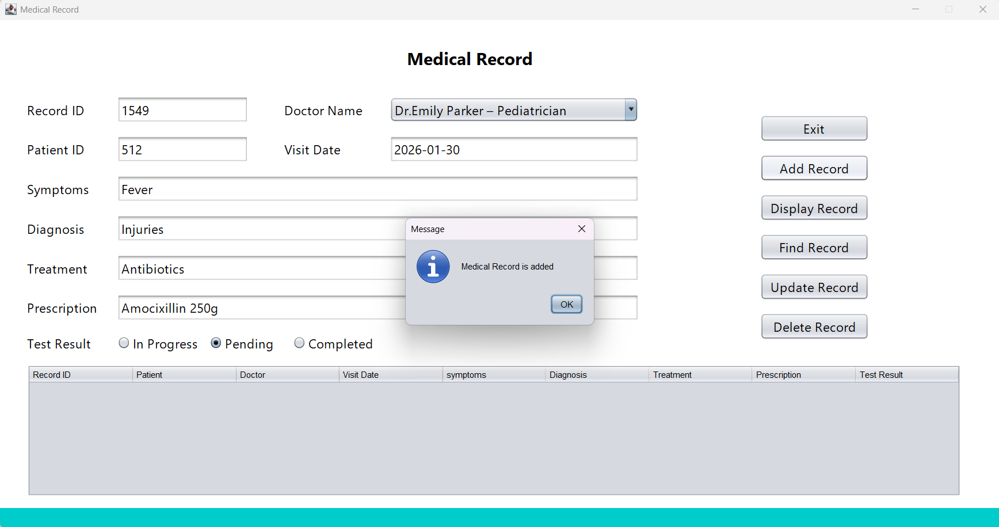 Medical Record
Medical Record
Record ID 1549 Doctor Name Dr.Emily Parker – Pediatrician
Exit
Patient ID 512 Visit Date 2026-01-30
Add Record
Symptoms Fever
Display Record
Diagnosis Injuries
Message
Find Record
Treatment Antibiotics
Medical Record is added
Update Record
Prescription Amocixillin 250g
OK
Delete Record
Test Result In Progress Pending Completed
Record ID Patient Doctor Visit Date symptoms Diagnosis Treatment Prescription Test Result